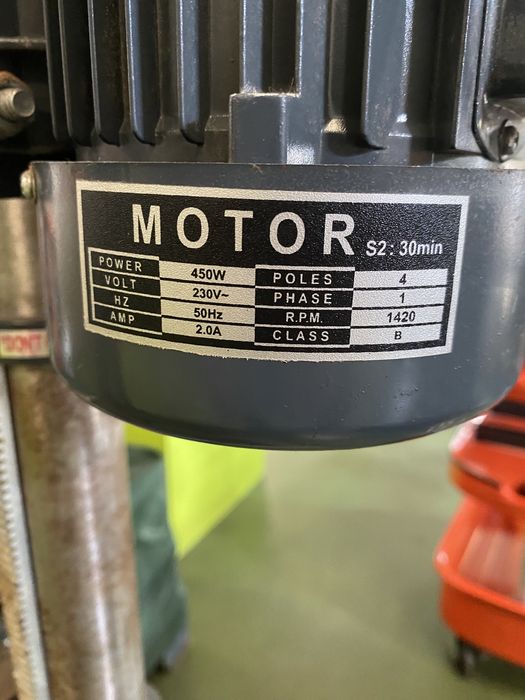 MOTOR S2: 30min
POWER 450W POLES 4
VOLT 230V~ PHASE 1
HZ 50Hz R.P.M. 1420
AMP 2.0A CLASS B